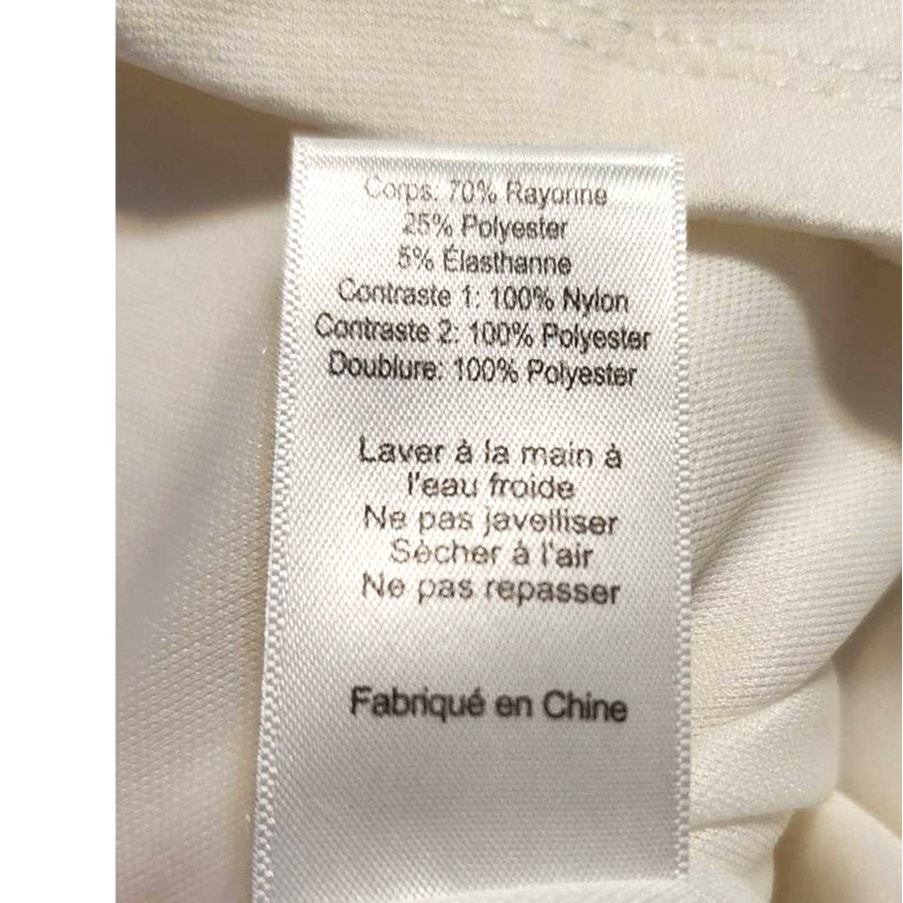 Corps: 70% Rayonne
25% Polyester
5% Élasthanne
Contraste 1: 100% Nylon
Contraste 2: 100% Polyester
Doublure: 100% Polyester
Laver à la main à
l'eau froide
Ne pas javelliser
Sècher à l'air
Ne pas repasser
Fabriqué en Chine